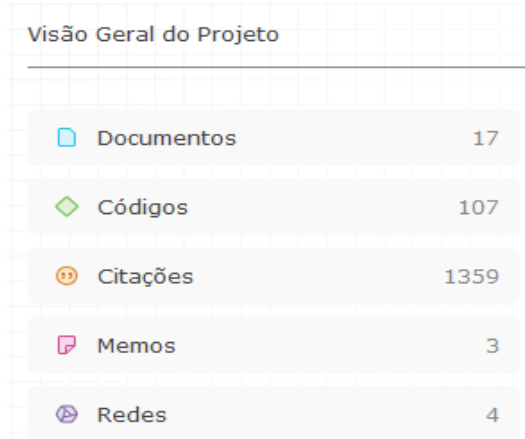 Visão Geral do Projeto
Documentos 17
Códigos 107
Citações 1359
Memos 3
Redes 4